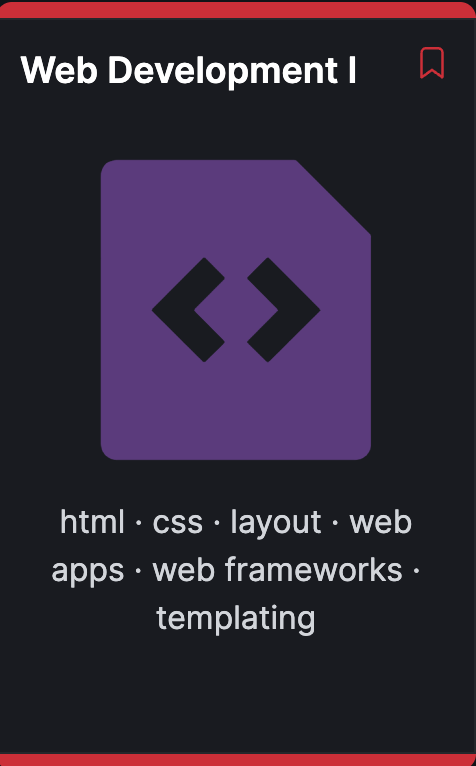 Web Development I
html · css · layout · web
apps · web frameworks ·
templating